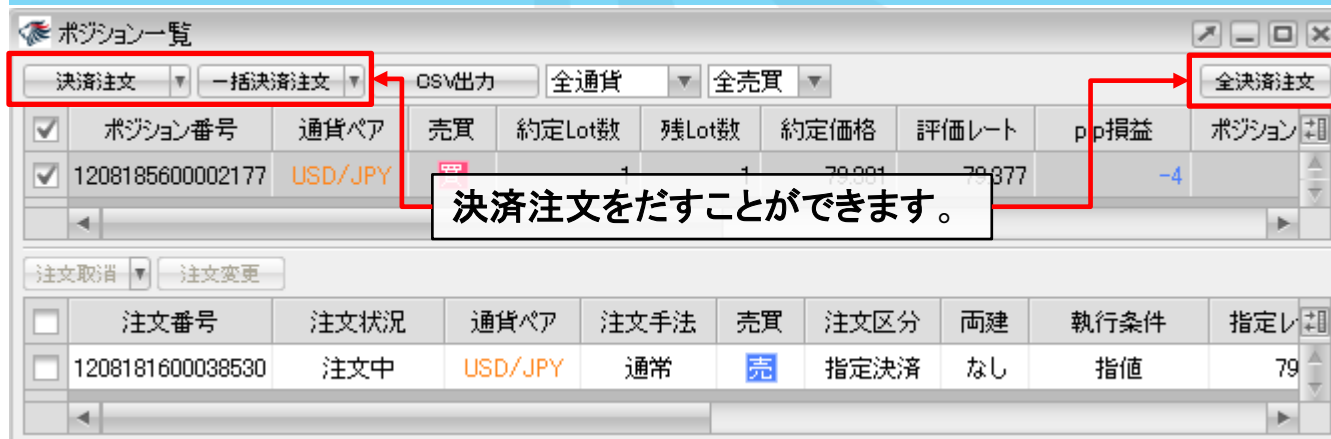 ポジション一覧
決済注文 一括決済注文 CSV出力 全通貨 全売買 全決済注文
ポジション番号 通貨ペア 売買 約定Lot数 残Lot数 約定価格 評価レート pip損益 ポジション
1208185600002177 USD/JPY 買 1 1 -4
決済注文をだすことができます。
注文取消 注文変更
注文番号 注文状況 通貨ペア 注文手法 売買 注文区分 両建 執行条件 指定レ
1208181600038530 注文中 USD/JPY 通常 売 指定決済 なし 指値 79